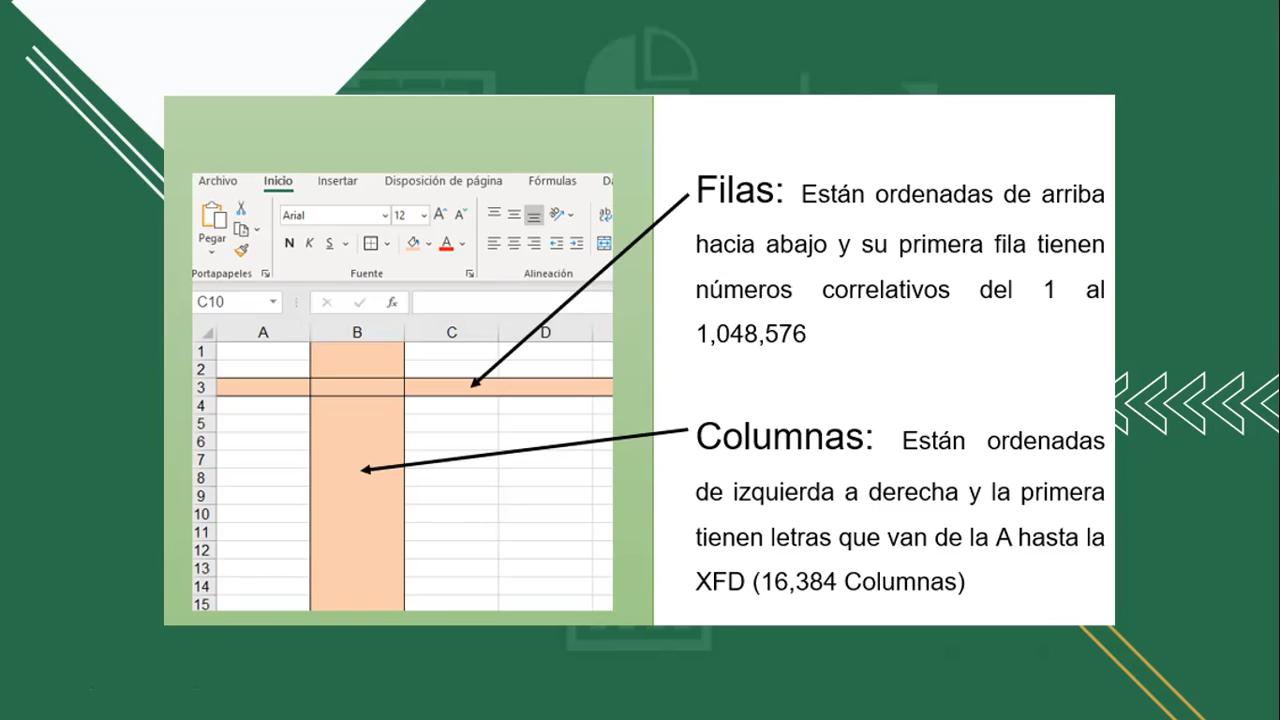 Archivo Inicio Insertar Disposición de página Fórmulas Da
Arial 12
Pegar
N K S
Portapapeles Fuente Alineación
C10 fx
A B C D
1
2
3
4
5
6
7
8
9
10
11
12
13
14
15
Filas: Están ordenadas de arriba
hacia abajo y su primera fila tienen
números correlativos del 1 al
1,048,576
Columnas: Están ordenadas
de izquierda a derecha y la primera
tienen letras que van de la A hasta la
XFD (16,384 Columnas)